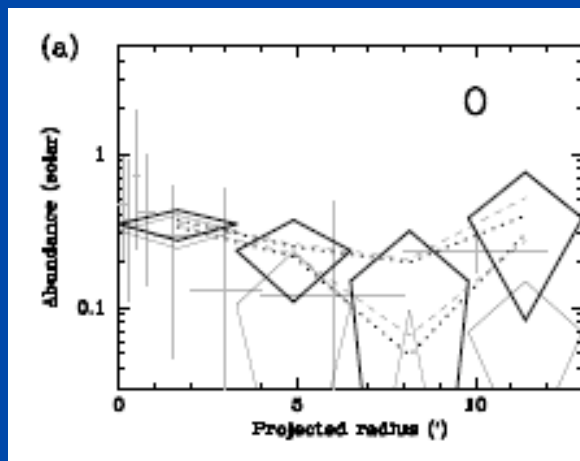 (a)
O
Abundance (solar)
1
0.1
0 5 10
Projected radius (')